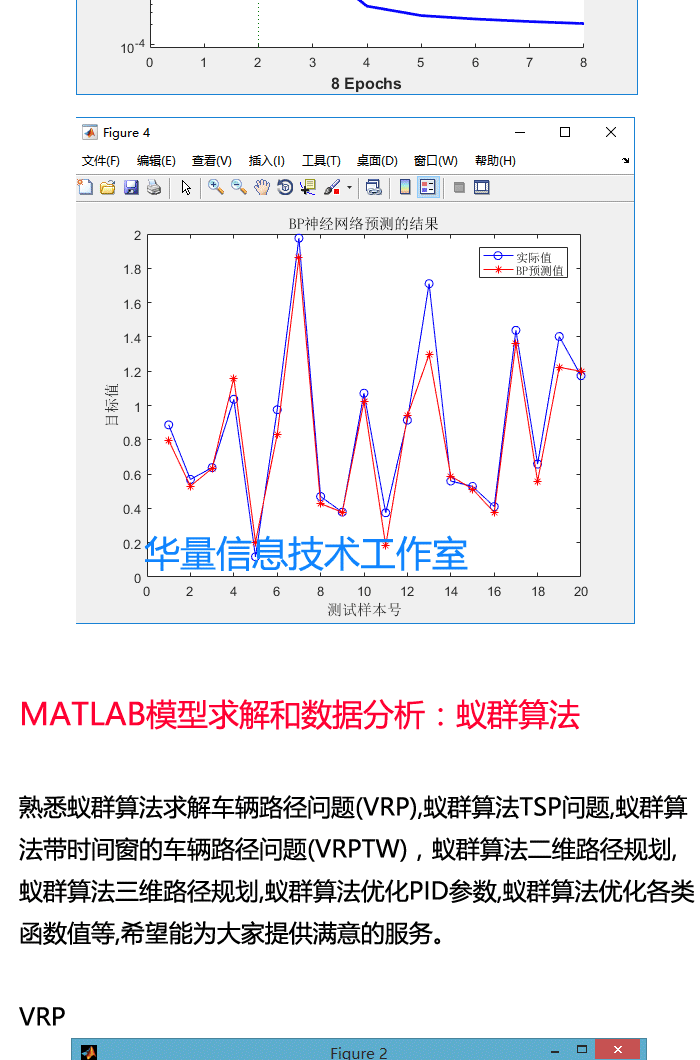 10-4
0 1 2 3 4 5 6 7 8
8 Epochs
Figure 4
文件(F) 编辑(E) 查看(V) 插入(I) 工具(T) 桌面(D) 窗口(W) 帮助(H)
BP神经网络预测的结果
实际值
BP预测值
2
1.8
1.6
1.4
1.2
1
0.8
0.6
0.4
0.2
0
目标值
华量信息技术工作室
0 2 4 6 8 10 12 14 16 18 20
测试样本号
MATLAB模型求解和数据分析：蚁群算法
熟悉蚁群算法求解车辆路径问题(VRP),蚁群算法TSP问题,蚁群算
法带时间窗的车辆路径问题(VRPTW)，蚁群算法二维路径规划,
蚁群算法三维路径规划,蚁群算法优化PID参数,蚁群算法优化各类
函数值等,希望能为大家提供满意的服务。
VRP
Figure 2